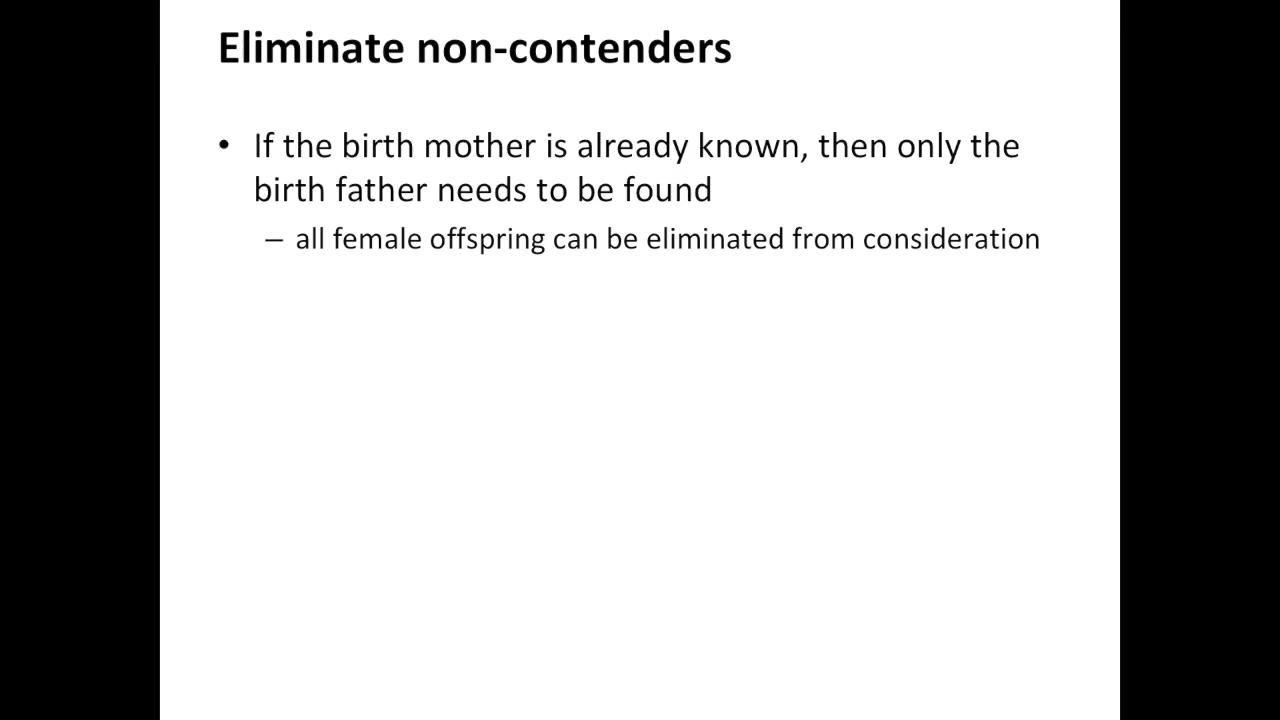 Eliminate non-contenders
• If the birth mother is already known, then only the
birth father needs to be found
– all female offspring can be eliminated from consideration